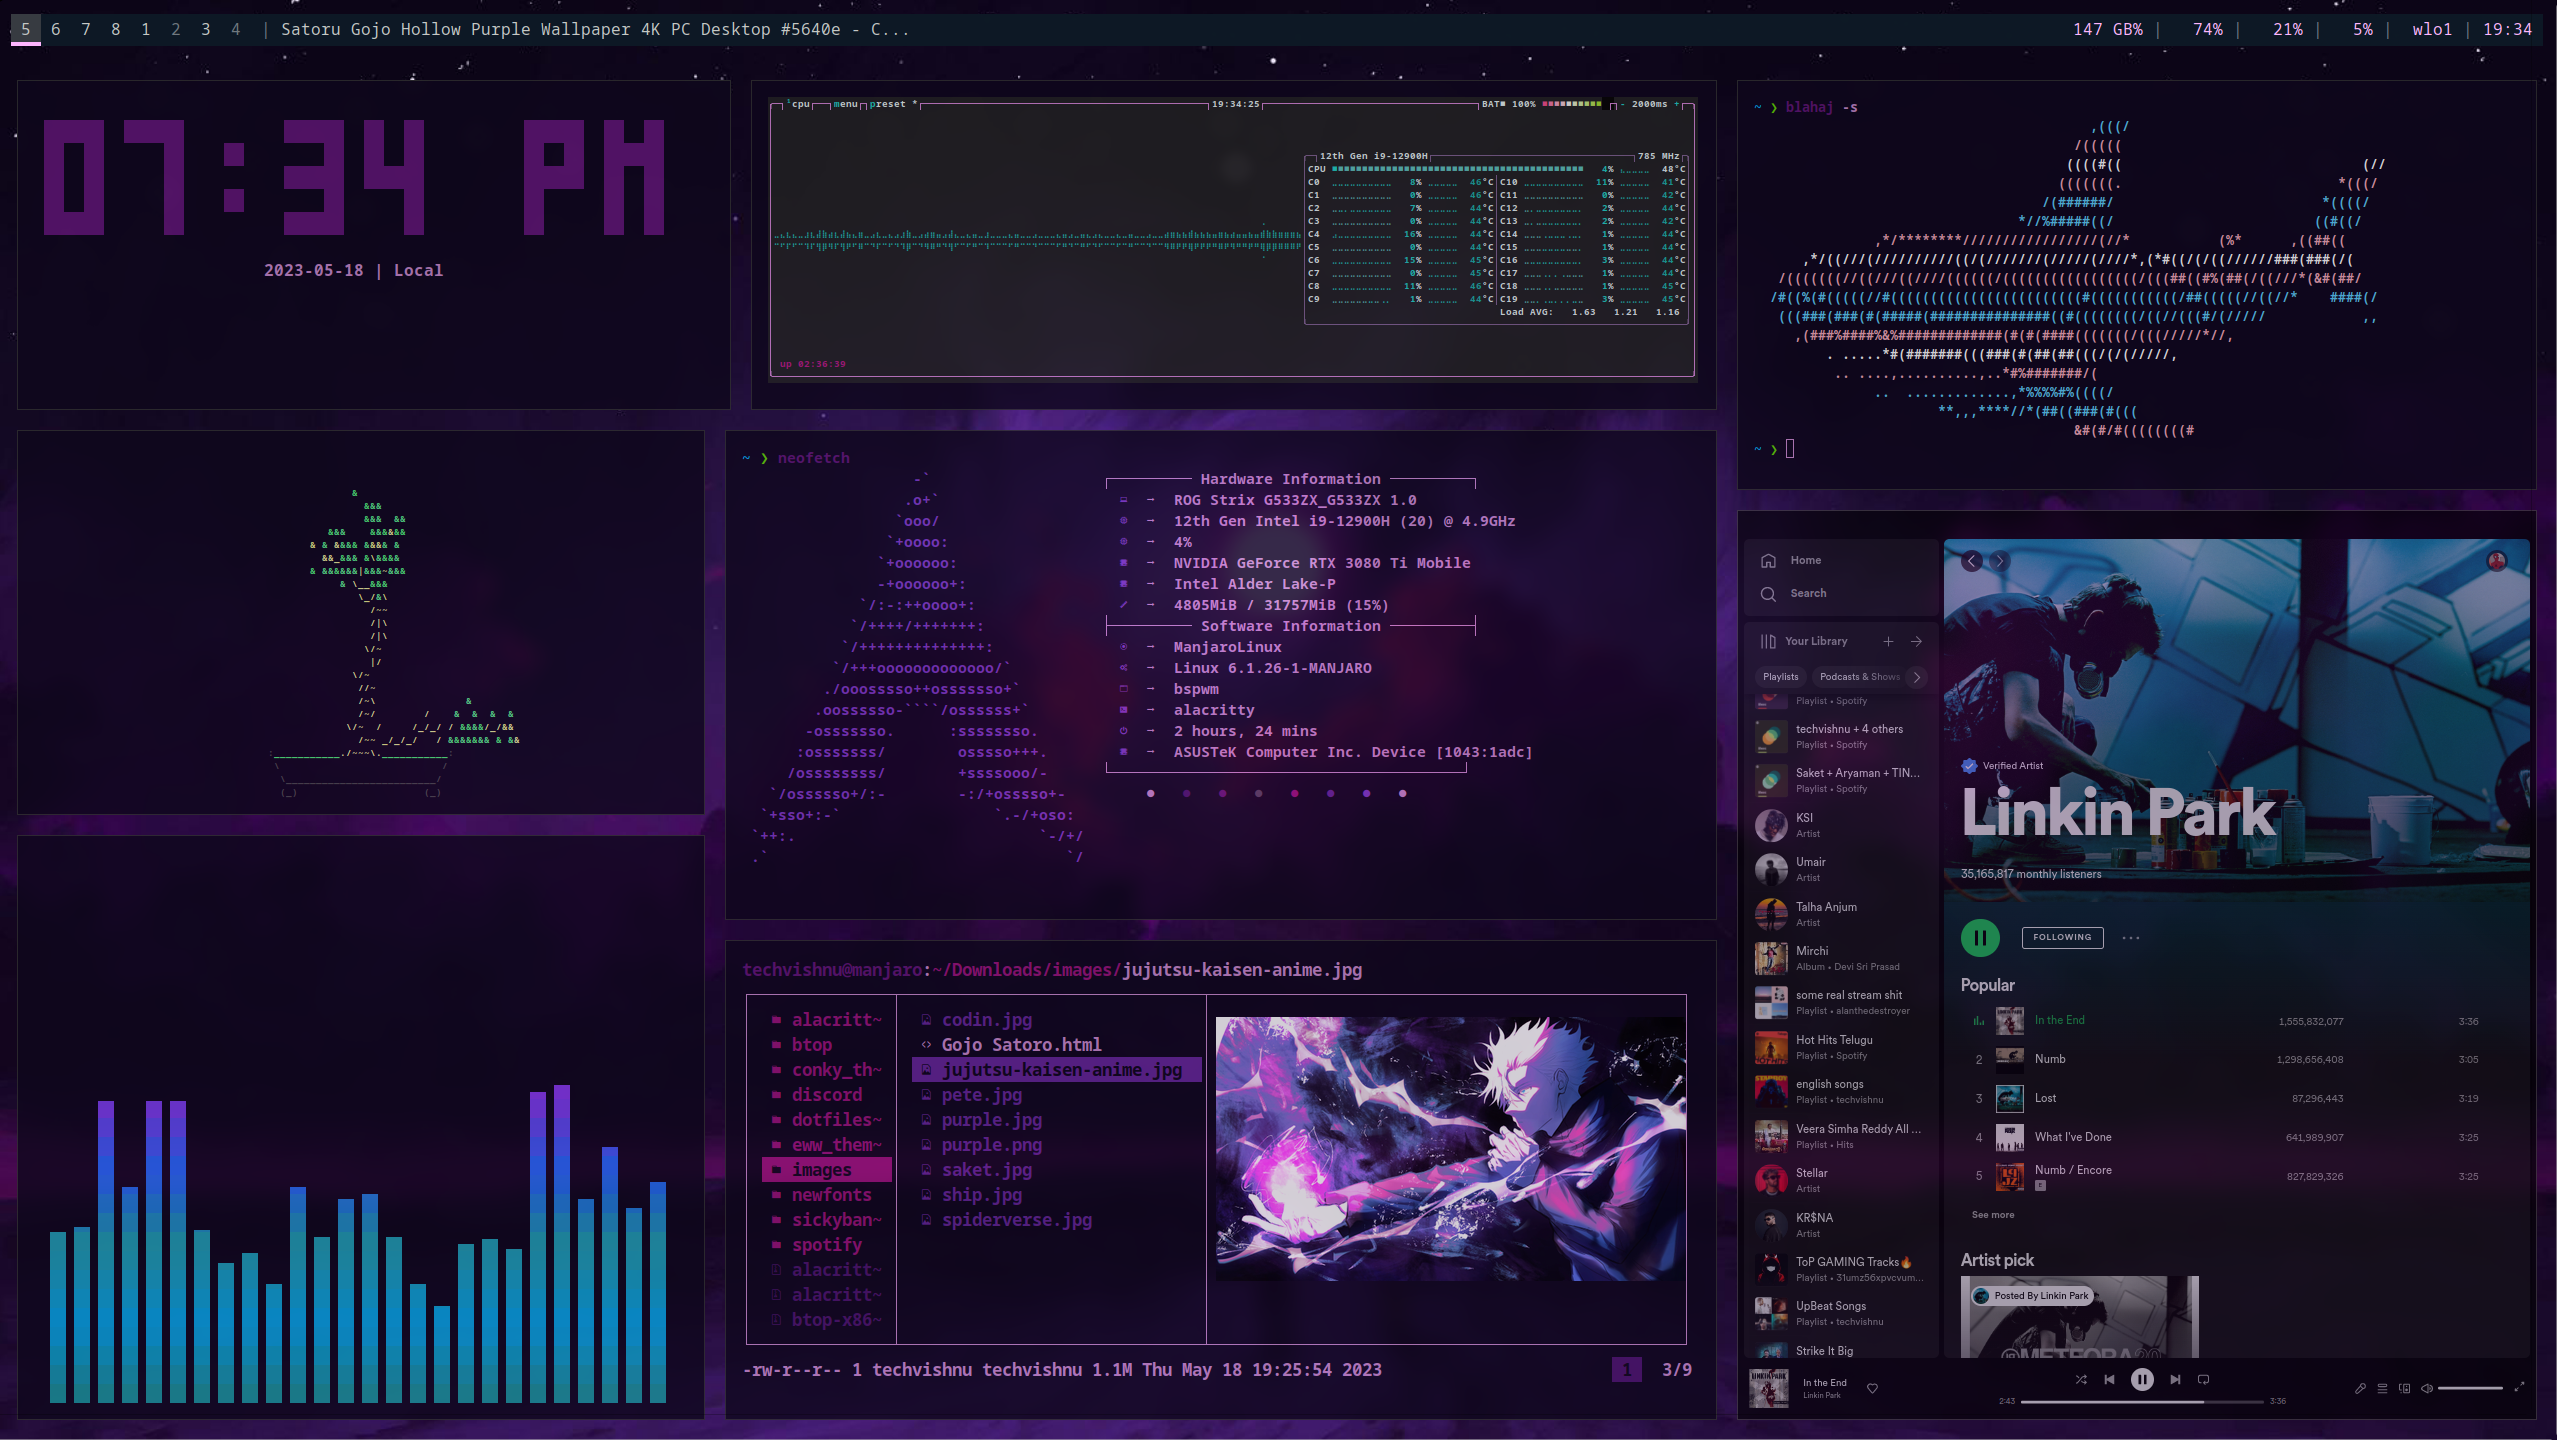 5 6 7 8 1 2 3 4 | Satoru Gojo Hollow Purple Wallpaper 4K PC Desktop #5640e - C...
147 GB% | 74% | 21% | 5% | wlo1 | 19:34
07:34 PM
2023-05-18 | Local
¹cpu menu preset * 19:34:25 BAT■ 100% - 2000ms +
12th Gen i9-12900H 785 MHz
CPU 4% 48°C
C0 8% 46°C C10 11% 41°C
C1 0% 46°C C11 0% 42°C
C2 7% 44°C C12 2% 44°C
C3 0% 44°C C13 2% 42°C
C4 16% 44°C C14 1% 44°C
C5 0% 44°C C15 1% 44°C
C6 15% 45°C C16 3% 44°C
C7 0% 45°C C17 1% 44°C
C8 11% 46°C C18 1% 45°C
C9 1% 44°C C19 3% 45°C
Load AVG: 1.63 1.21 1.16
up 02:36:39
~ ❯ blahaj -s
~ ❯
~ ❯ neofetch
Hardware Information
→ ROG Strix G533ZX_G533ZX 1.0
→ 12th Gen Intel i9-12900H (20) @ 4.9GHz
→ 4%
→ NVIDIA GeForce RTX 3080 Ti Mobile
→ Intel Alder Lake-P
→ 4805MiB / 31757MiB (15%)
Software Information
→ ManjaroLinux
→ Linux 6.1.26-1-MANJARO
→ bspwm
→ alacritty
→ 2 hours, 24 mins
→ ASUSTeK Computer Inc. Device [1043:1adc]
techvishnu@manjaro:~/Downloads/images/jujutsu-kaisen-anime.jpg
alacritt~
btop
conky_th~
discord
dotfiles~
eww_them~
images
newfonts
sickyban~
spotify
alacritt~
alacritt~
btop-x86~
codin.jpg
Gojo Satoro.html
jujutsu-kaisen-anime.jpg
pete.jpg
purple.jpg
purple.png
saket.jpg
ship.jpg
spiderverse.jpg
-rw-r--r-- 1 techvishnu techvishnu 1.1M Thu May 18 19:25:54 2023 1 3/9
Home
Search
Your Library
Playlists Podcasts & Shows
Playlist • Spotify
techvishnu + 4 others
Playlist • Spotify
Saket + Aryaman + TIN...
Playlist • Spotify
KSI
Artist
Umair
Artist
Talha Anjum
Artist
Mirchi
Album • Devi Sri Prasad
some real stream shit
Playlist • alanthedestroyer
Hot Hits Telugu
Playlist • Spotify
english songs
Playlist • techvishnu
Veera Simha Reddy All ...
Playlist • Hits
Stellar
Artist
KR$NA
Artist
ToP GAMING Tracks🔥
Playlist • 31umz56xpvcvum...
UpBeat Songs
Playlist • techvishnu
Strike It Big
Verified Artist
Linkin Park
35,165,817 monthly listeners
FOLLOWING
Popular
In the End 1,555,832,077 3:36
2 Numb 1,298,656,408 3:05
3 Lost 87,296,443 3:19
4 What I've Done 641,989,907 3:25
5 Numb / Encore 827,829,326 3:25
E
See more
Artist pick
Posted By Linkin Park
METEORA20
LINKIN PARK
In the End
Linkin Park
2:43 3:36